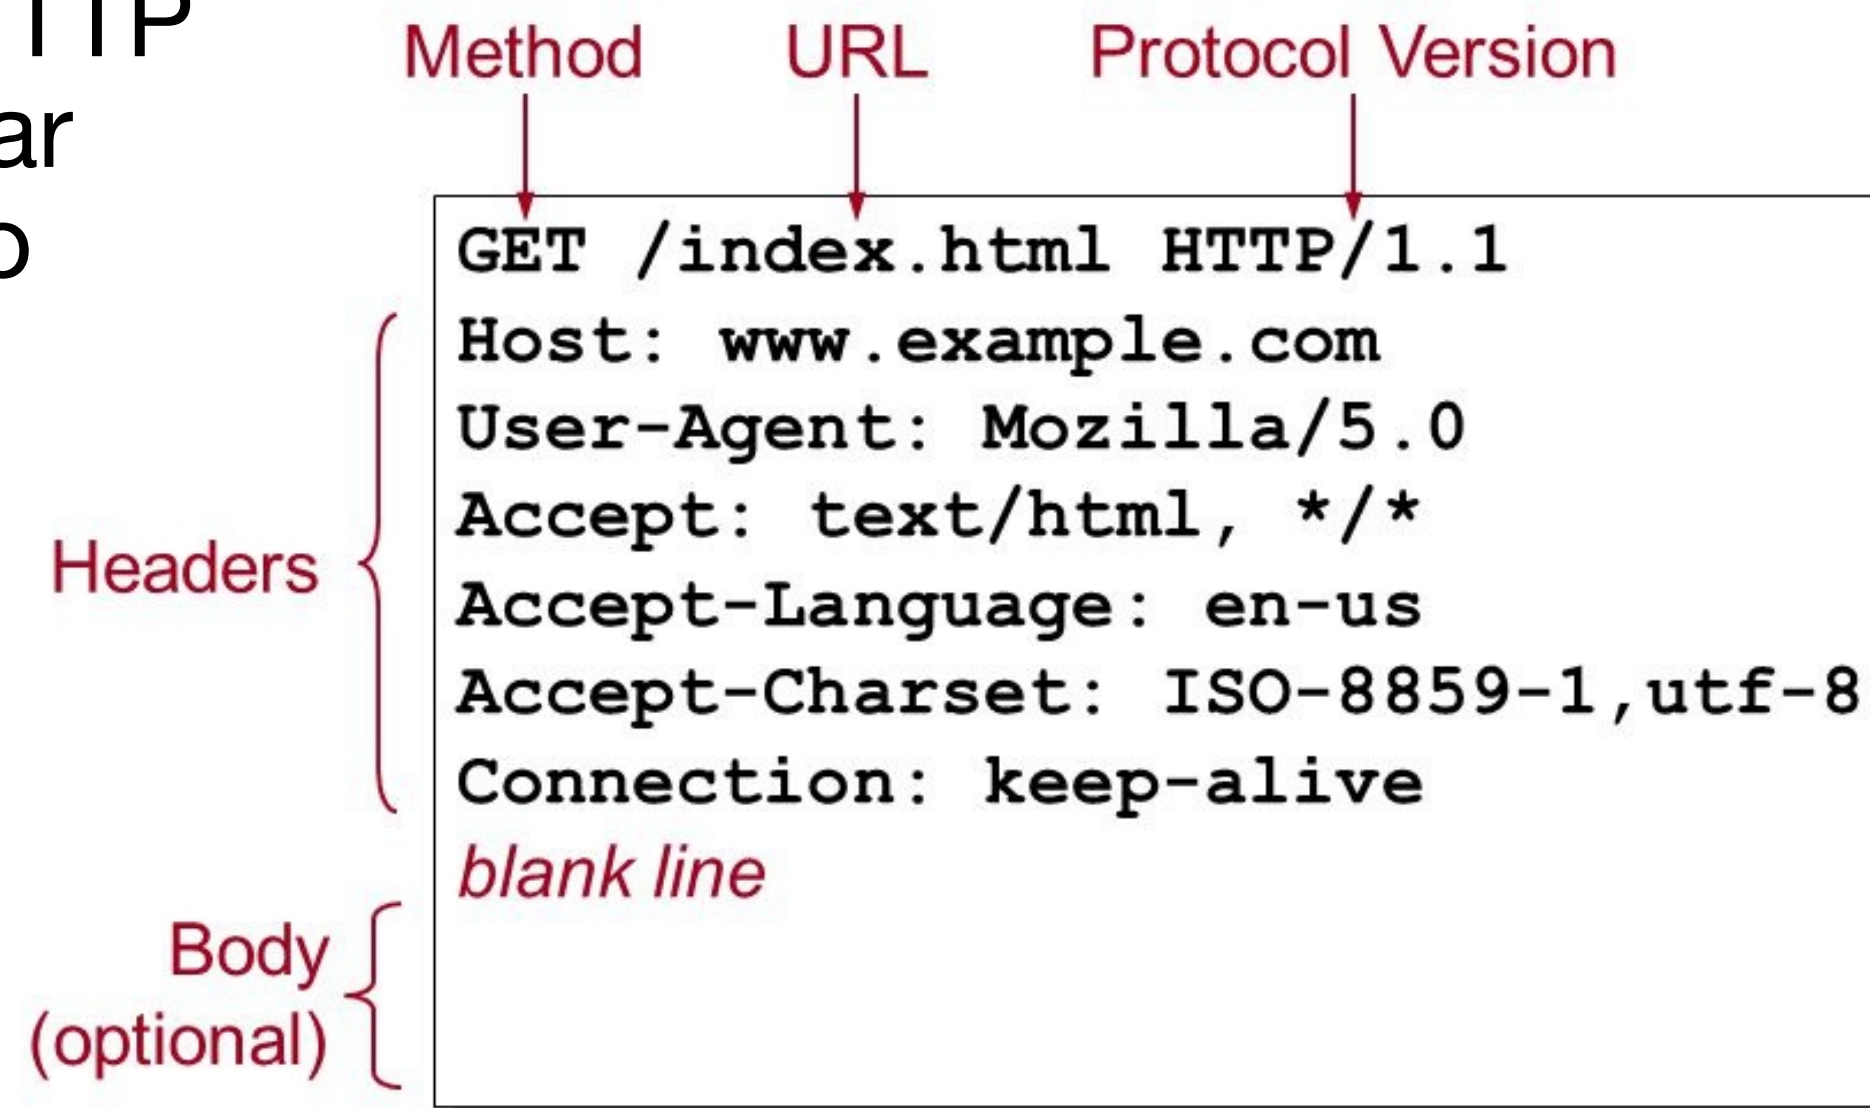 TTP
ar
o
Method URL Protocol Version
GET /index.html HTTP/1.1
Host: www.example.com
User-Agent: Mozilla/5.0
Accept: text/html, */*
Accept-Language: en-us
Accept-Charset: ISO-8859-1,utf-8
Connection: keep-alive
blank line
Headers
Body
(optional)